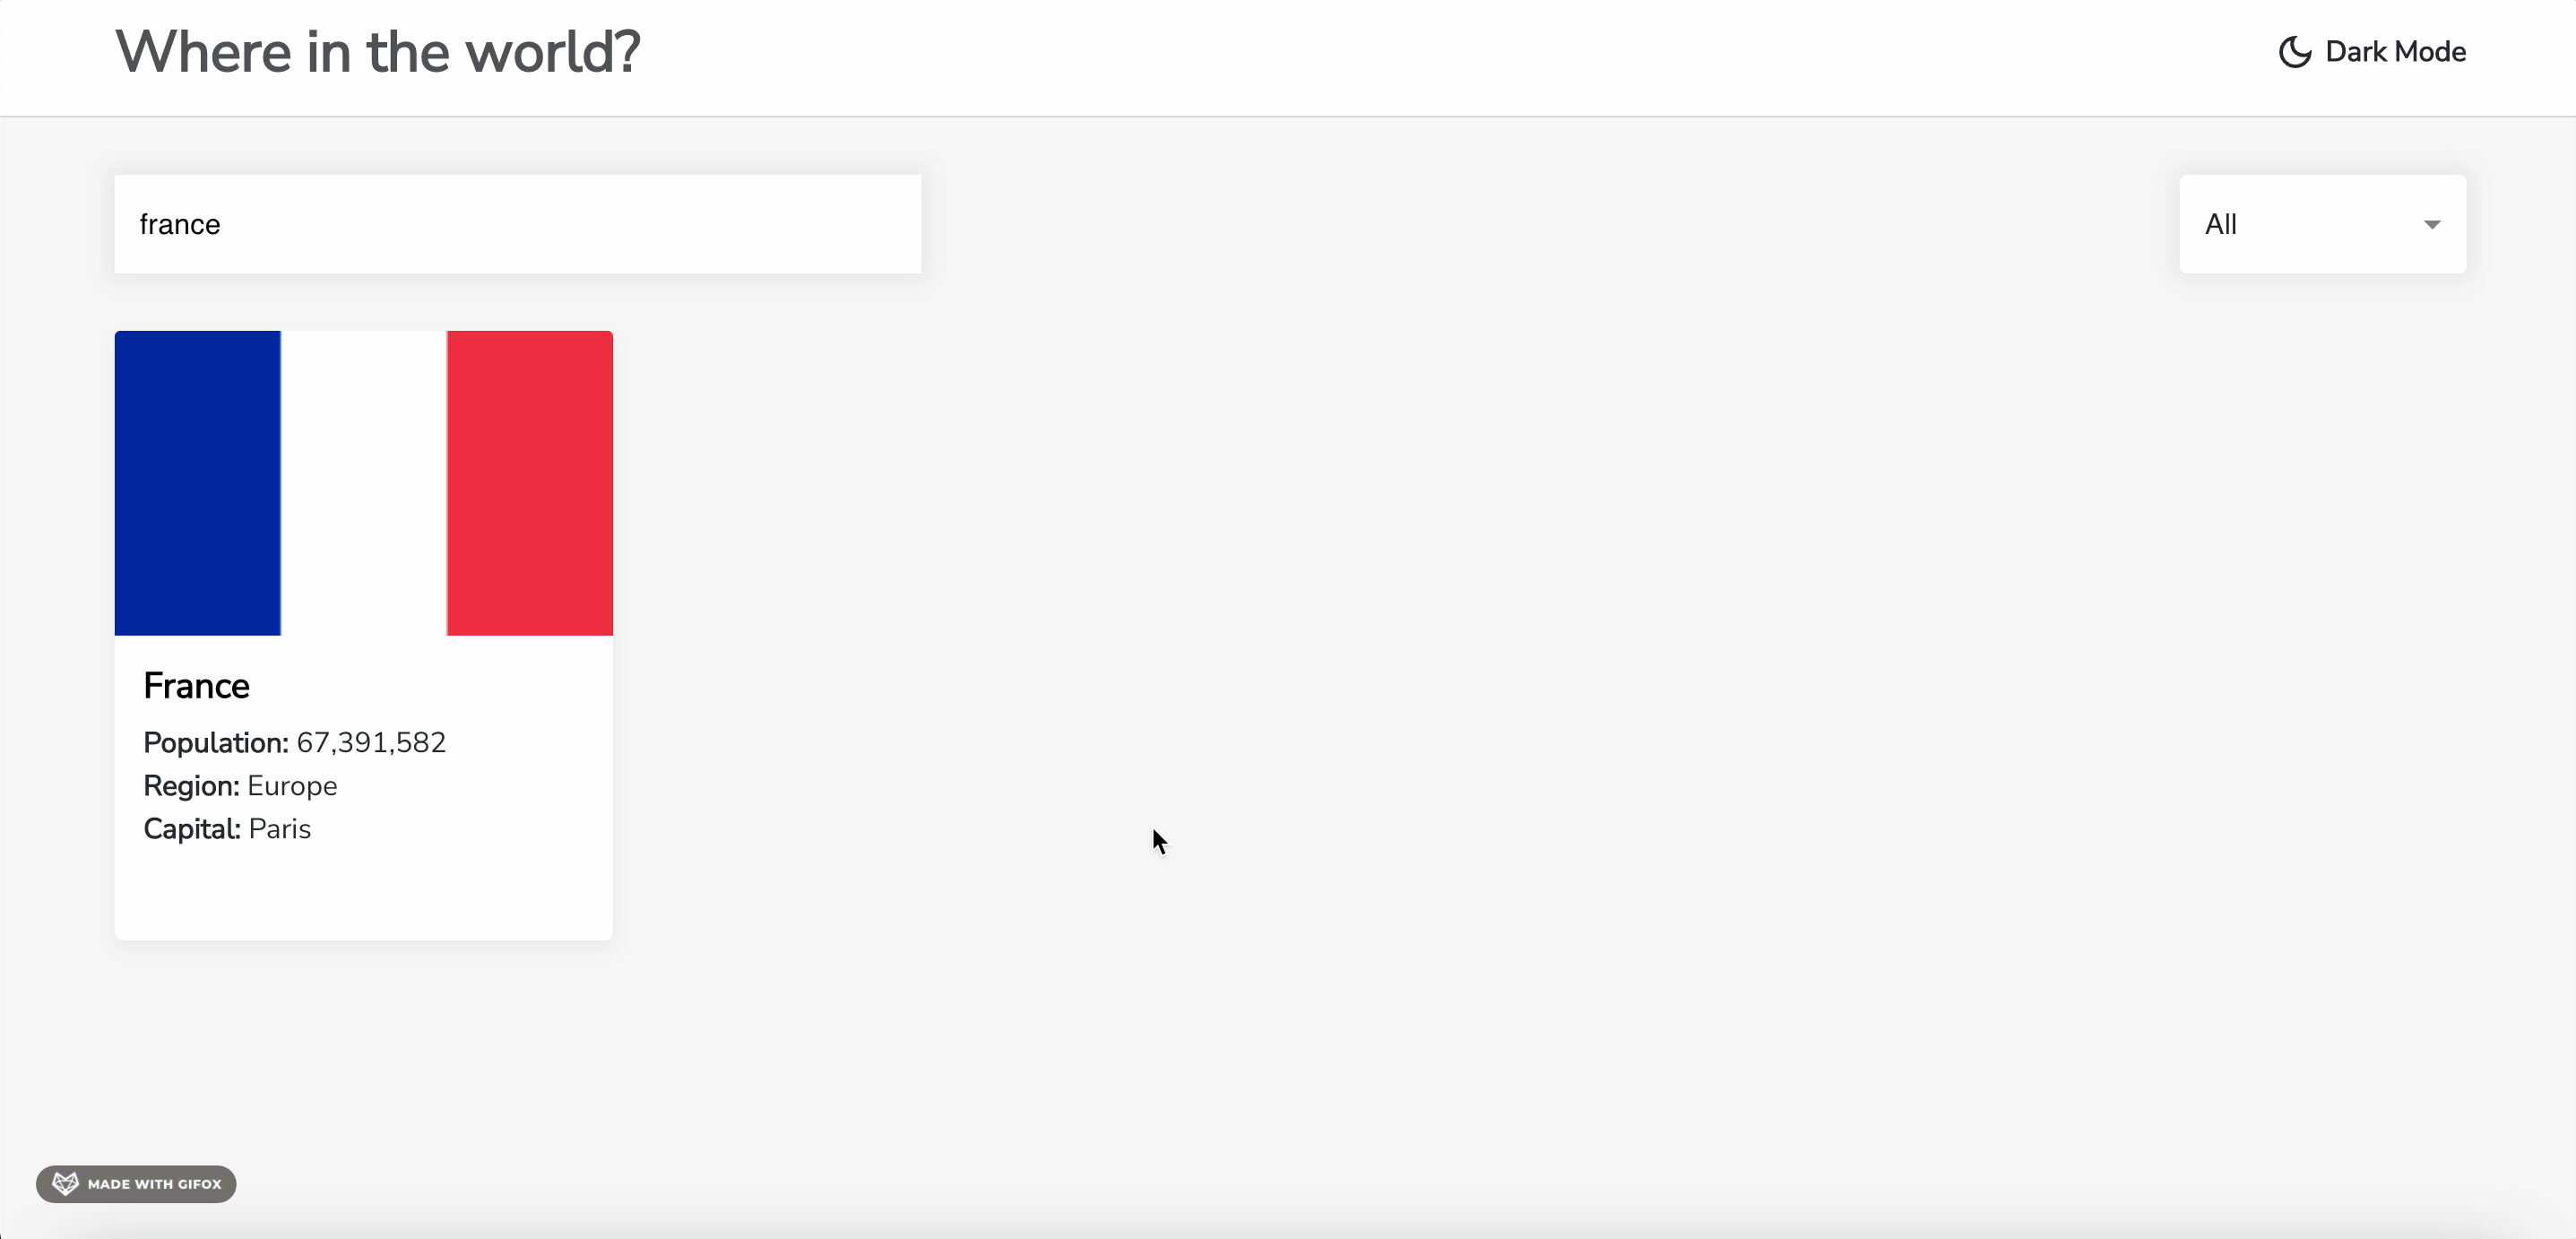 Where in the world?
Dark Mode
france
All
France
Population: 67,391,582
Region: Europe
Capital: Paris
MADE WITH GIFOX